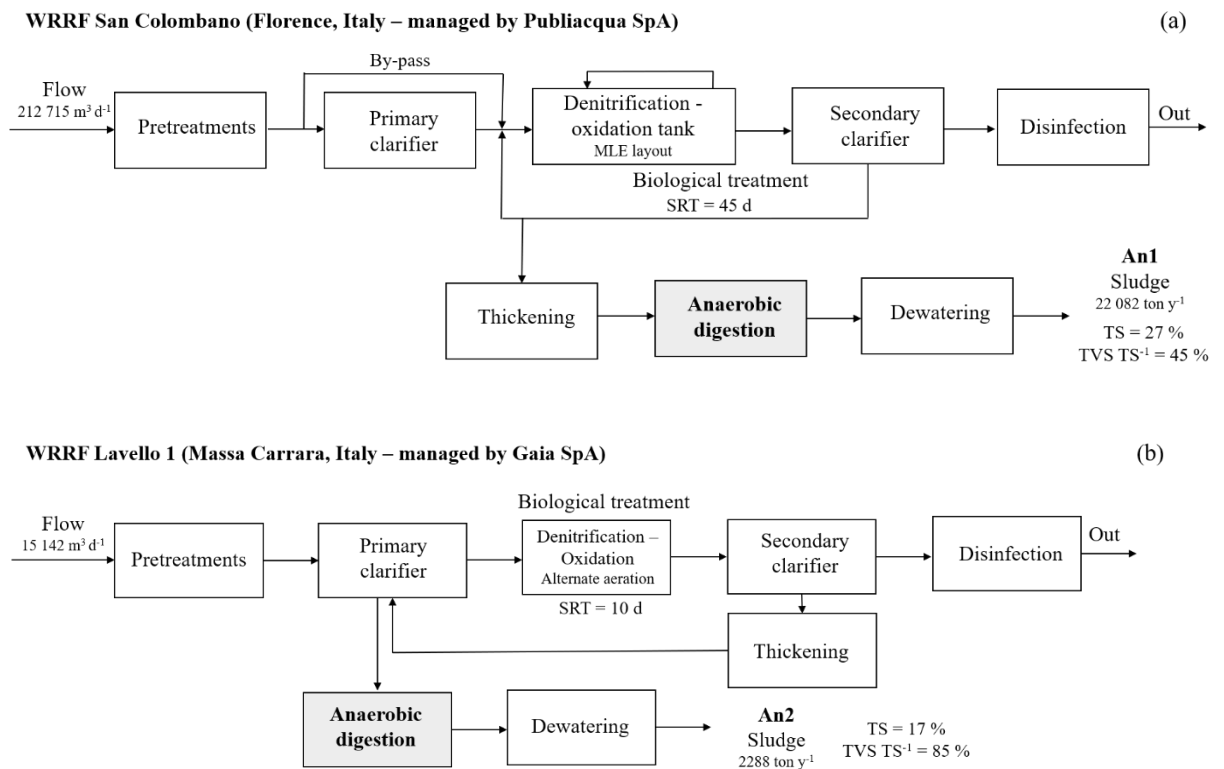 WRRF San Colombano (Florence, Italy – managed by Publiacqua SpA)
(a)
By-pass
Flow
212 715 m³ d⁻¹
Pretreatments
Primary
clarifier
Denitrification -
oxidation tank
MLE layout
Secondary
clarifier
Disinfection
Out
Biological treatment
SRT = 45 d
Thickening
Anaerobic
digestion
Dewatering
An1
Sludge
22 082 ton y⁻¹
TS = 27 %
TVS TS⁻¹ = 45 %
WRRF Lavello 1 (Massa Carrara, Italy – managed by Gaia SpA)
(b)
Biological treatment
Flow
15 142 m³ d⁻¹
Pretreatments
Primary
clarifier
Denitrification –
Oxidation
Alternate aeration
Secondary
clarifier
Disinfection
Out
SRT = 10 d
Thickening
Anaerobic
digestion
Dewatering
An2
Sludge
2288 ton y⁻¹
TS = 17 %
TVS TS⁻¹ = 85 %